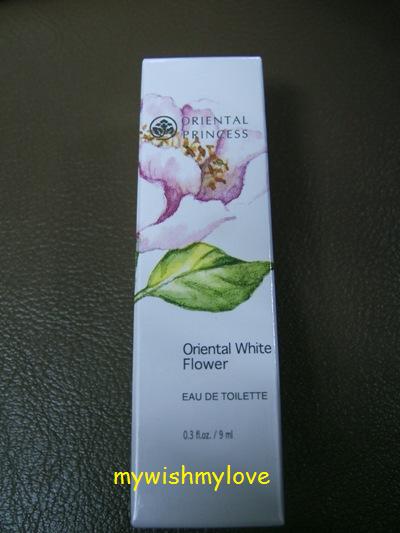 ORIENTAL
PRINCESS
Oriental White
Flower
EAU DE TOILETTE
0.3 fl.oz. / 9 ml
mywishmylove